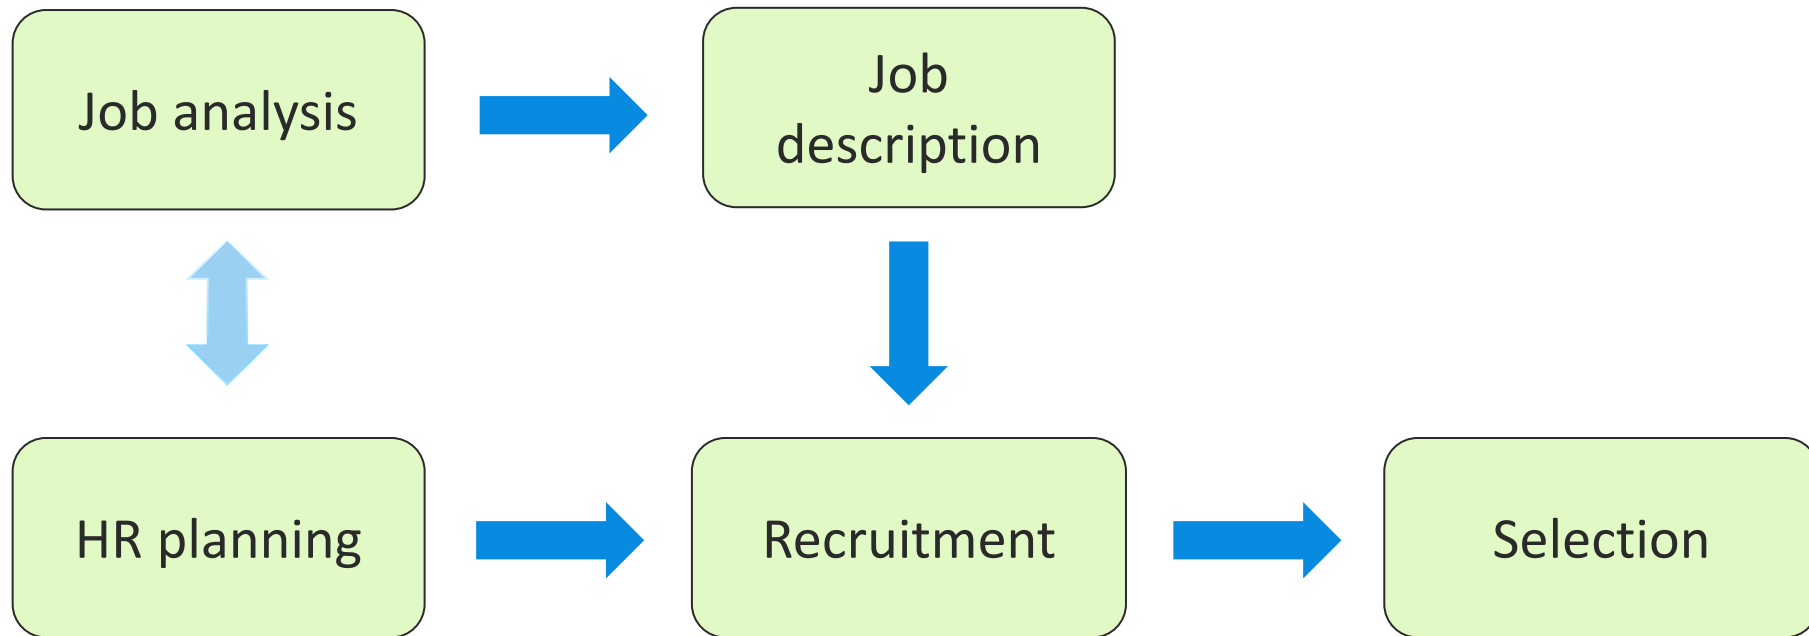 Job analysis
Job
description
HR planning
Recruitment
Selection